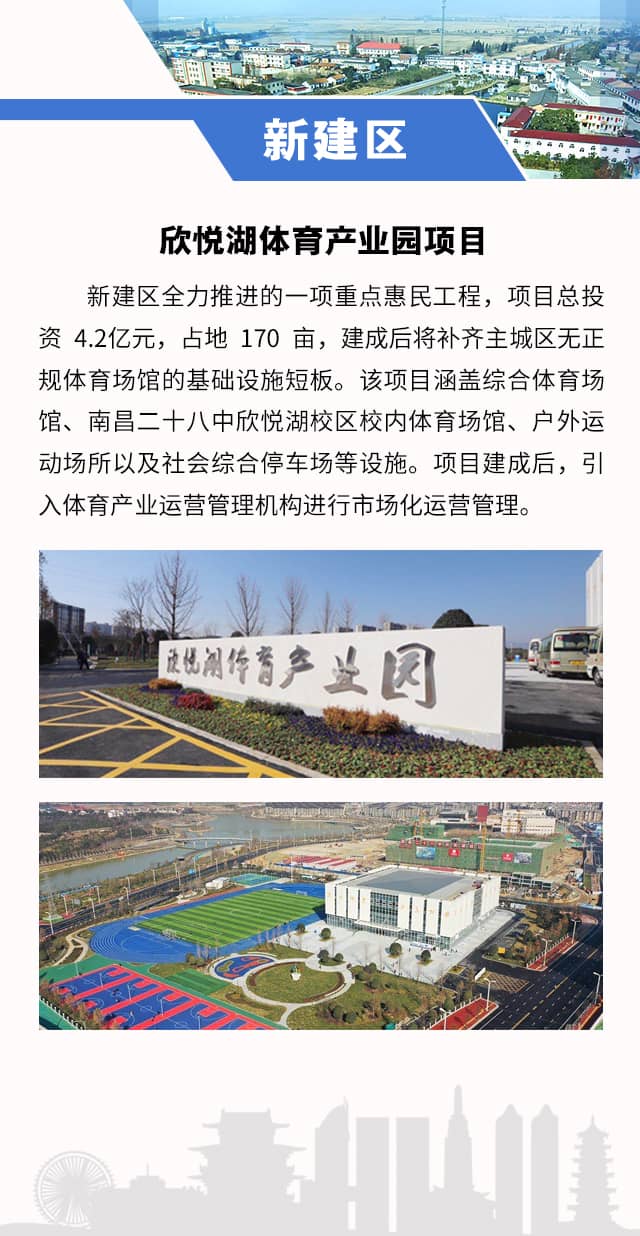 新建区
欣悦湖体育产业园项目
新建区全力推进的一项重点惠民工程，项目总投
资 4.2亿元，占地 170 亩，建成后将补齐主城区无正
规体育场馆的基础设施短板。该项目涵盖综合体育场
馆、南昌二十八中欣悦湖校区校内体育场馆、户外运
动场所以及社会综合停车场等设施。项目建成后，引
入体育产业运营管理机构进行市场化运营管理。
欣悦湖体育产业园